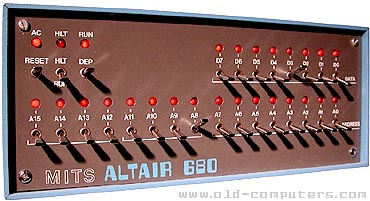 AC HLT RUN
RESET HLT DEP
RUN
D7 D6 D5 D4 D3 D2 D1 D0
DATA
A15 A14 A13 A12 A11 A10 A9 A8 A7 A6 A5 A4 A3 A2 A1 A0
ADDRESS
MITS ALTAIR 680
www.old-computers.com